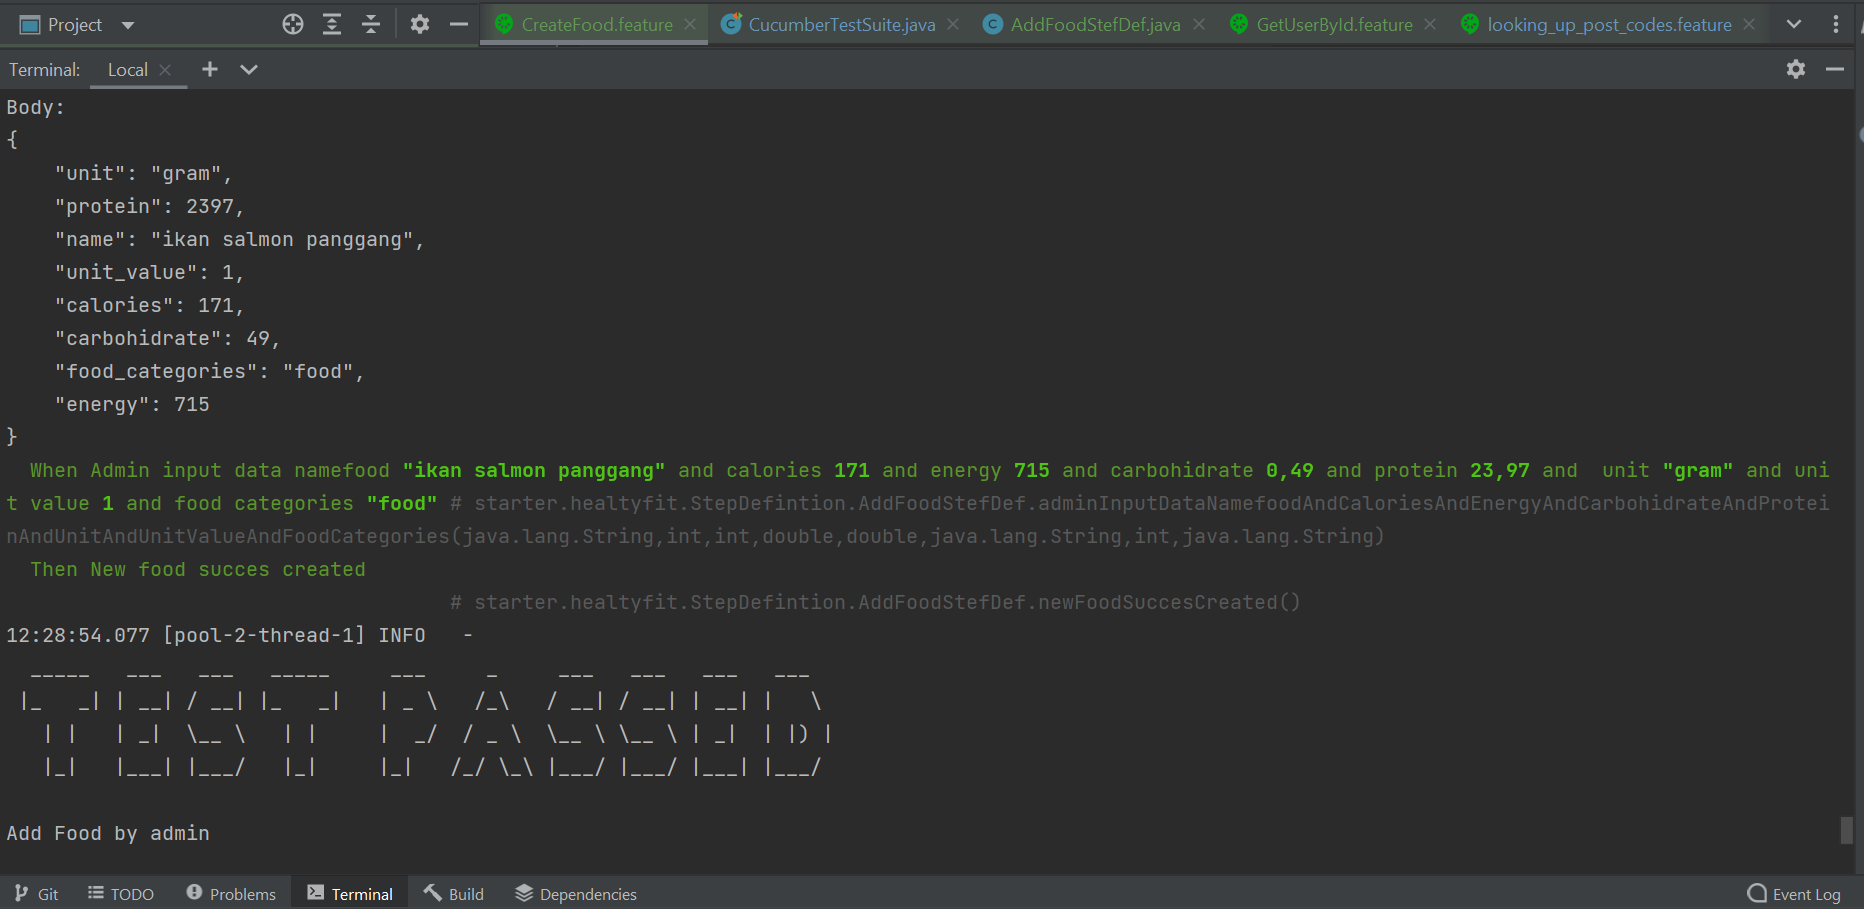 Project
CreateFood.feature
CucumberTestSuite.java
AddFoodStefDef.java
GetUserById.feature
looking_up_post_codes.feature
Terminal:
Local
Body:
{
    "unit": "gram",
    "protein": 2397,
    "name": "ikan salmon panggang",
    "unit_value": 1,
    "calories": 171,
    "carbohidrate": 49,
    "food_categories": "food",
    "energy": 715
}
  When Admin input data namefood "ikan salmon panggang" and calories 171 and energy 715 and carbohidrate 0,49 and protein 23,97 and  unit "gram" and uni
t value 1 and food categories "food" # starter.healtyfit.StepDefintion.AddFoodStefDef.adminInputDataNamefoodAndCaloriesAndEnergyAndCarbohidrateAndProtei
nAndUnitAndUnitValueAndFoodCategories(java.lang.String,int,int,double,double,java.lang.String,int,java.lang.String)
  Then New food succes created
# starter.healtyfit.StepDefintion.AddFoodStefDef.newFoodSuccesCreated()
12:28:54.077 [pool-2-thread-1] INFO   -
TEST PASSED
Add Food by admin
Git
TODO
Problems
Terminal
Build
Dependencies
Event Log